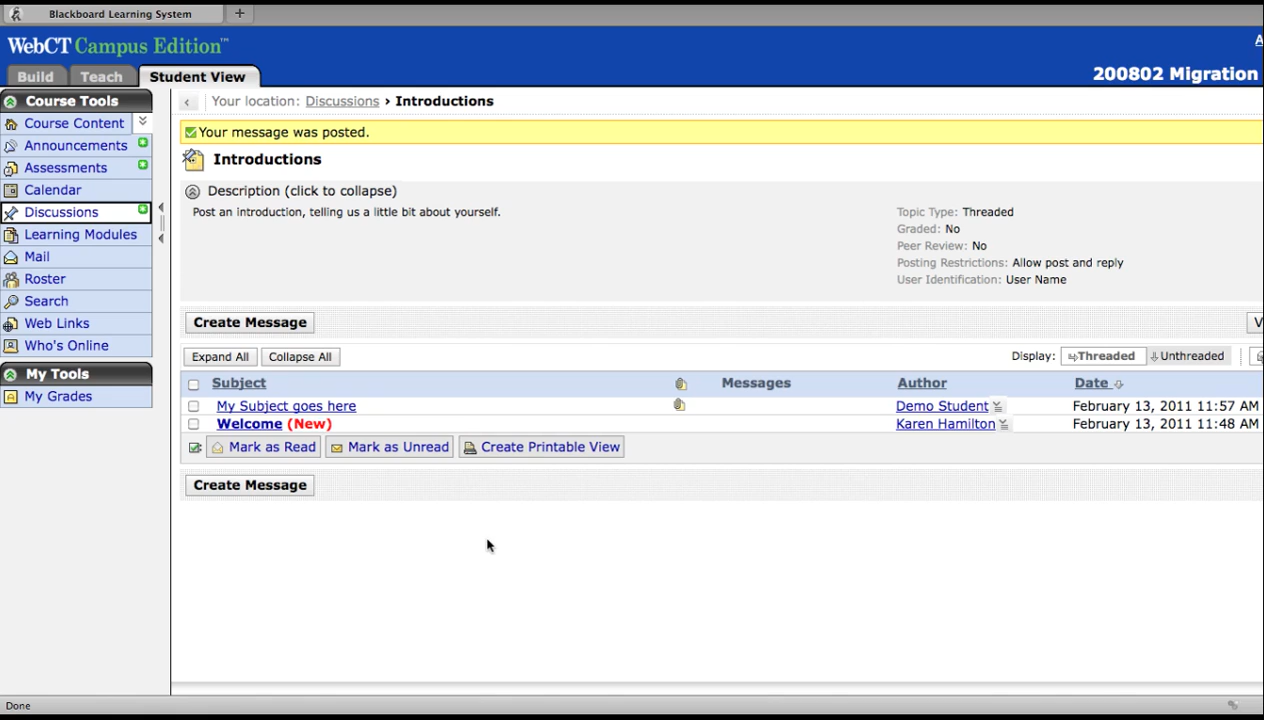 Blackboard Learning System
+
WebCT Campus Edition™
A
Build
Teach
Student View
200802 Migration
Course Tools
Course Content
Announcements
Assessments
Calendar
Discussions
Learning Modules
Mail
Roster
Search
Web Links
Who's Online
My Tools
My Grades
Your location: Discussions › Introductions
Your message was posted.
Introductions
Description (click to collapse)
Post an introduction, telling us a little bit about yourself.
Topic Type: Threaded
Graded: No
Peer Review: No
Posting Restrictions: Allow post and reply
User Identification: User Name
Create Message
V
Expand All Collapse All Display: Threaded Unthreaded
Subject Messages Author Date
My Subject goes here Demo Student February 13, 2011 11:57 AM
Welcome (New) Karen Hamilton February 13, 2011 11:48 AM
Mark as Read Mark as Unread Create Printable View
Create Message
Done